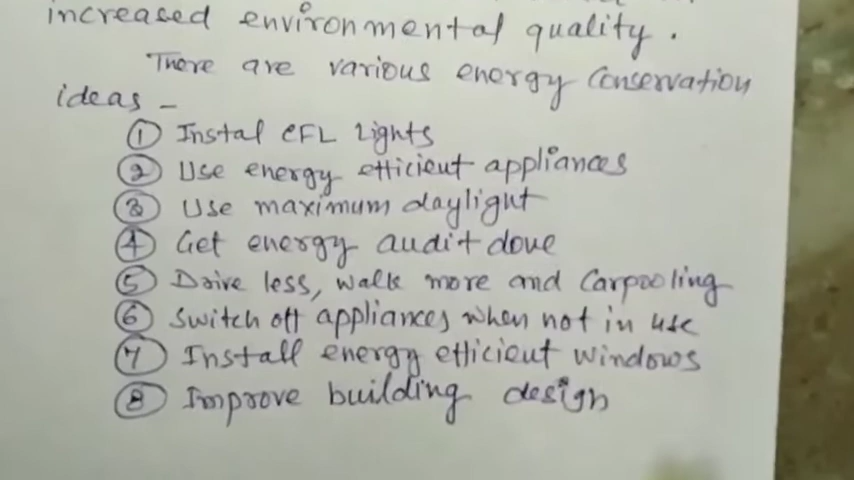 increased environmental quality.
There are various energy conservation
ideas -
① Instal CFL Lights
② Use energy efficient appliances
③ Use maximum daylight
④ Get energy audit done
⑤ Drive less, walk more and Carpooling
⑥ Switch off appliances when not in use
⑦ Install energy efficient windows
⑧ Improve building design